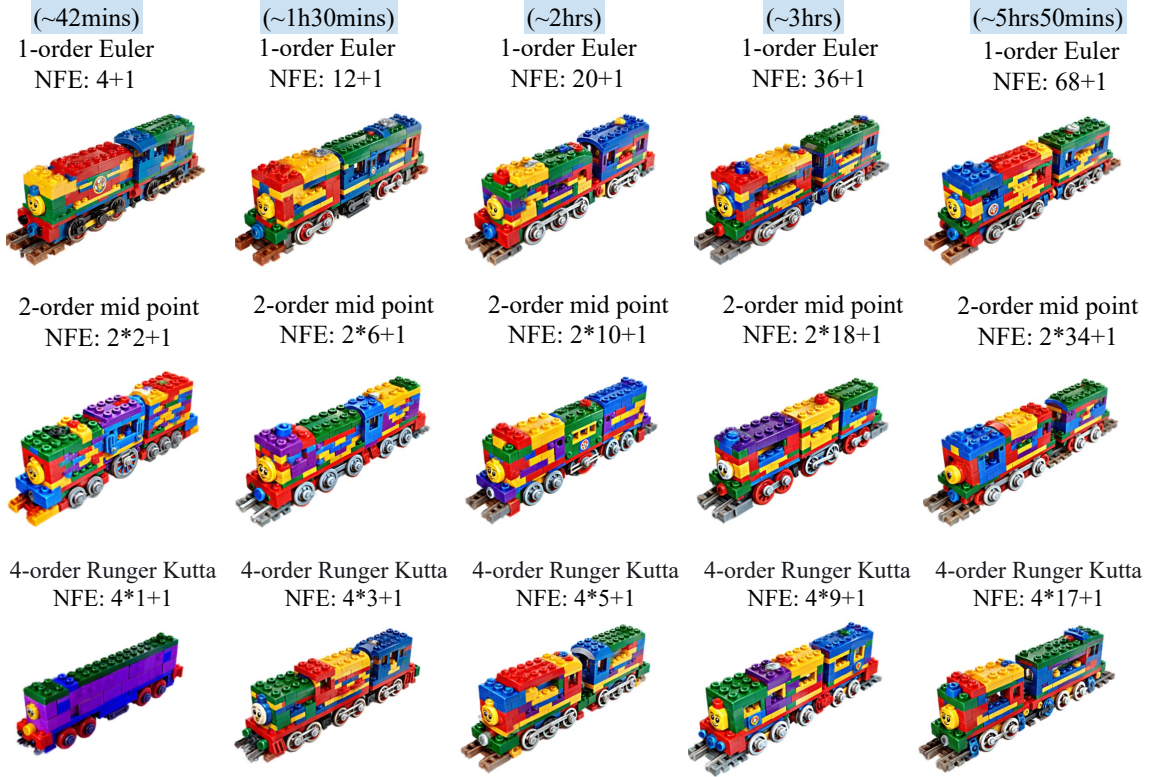 (~42mins) (~1h30mins) (~2hrs) (~3hrs) (~5hrs50mins)
1-order Euler 1-order Euler 1-order Euler 1-order Euler 1-order Euler
NFE: 4+1 NFE: 12+1 NFE: 20+1 NFE: 36+1 NFE: 68+1
2-order mid point 2-order mid point 2-order mid point 2-order mid point 2-order mid point
NFE: 2*2+1 NFE: 2*6+1 NFE: 2*10+1 NFE: 2*18+1 NFE: 2*34+1
4-order Runger Kutta 4-order Runger Kutta 4-order Runger Kutta 4-order Runger Kutta 4-order Runger Kutta
NFE: 4*1+1 NFE: 4*3+1 NFE: 4*5+1 NFE: 4*9+1 NFE: 4*17+1